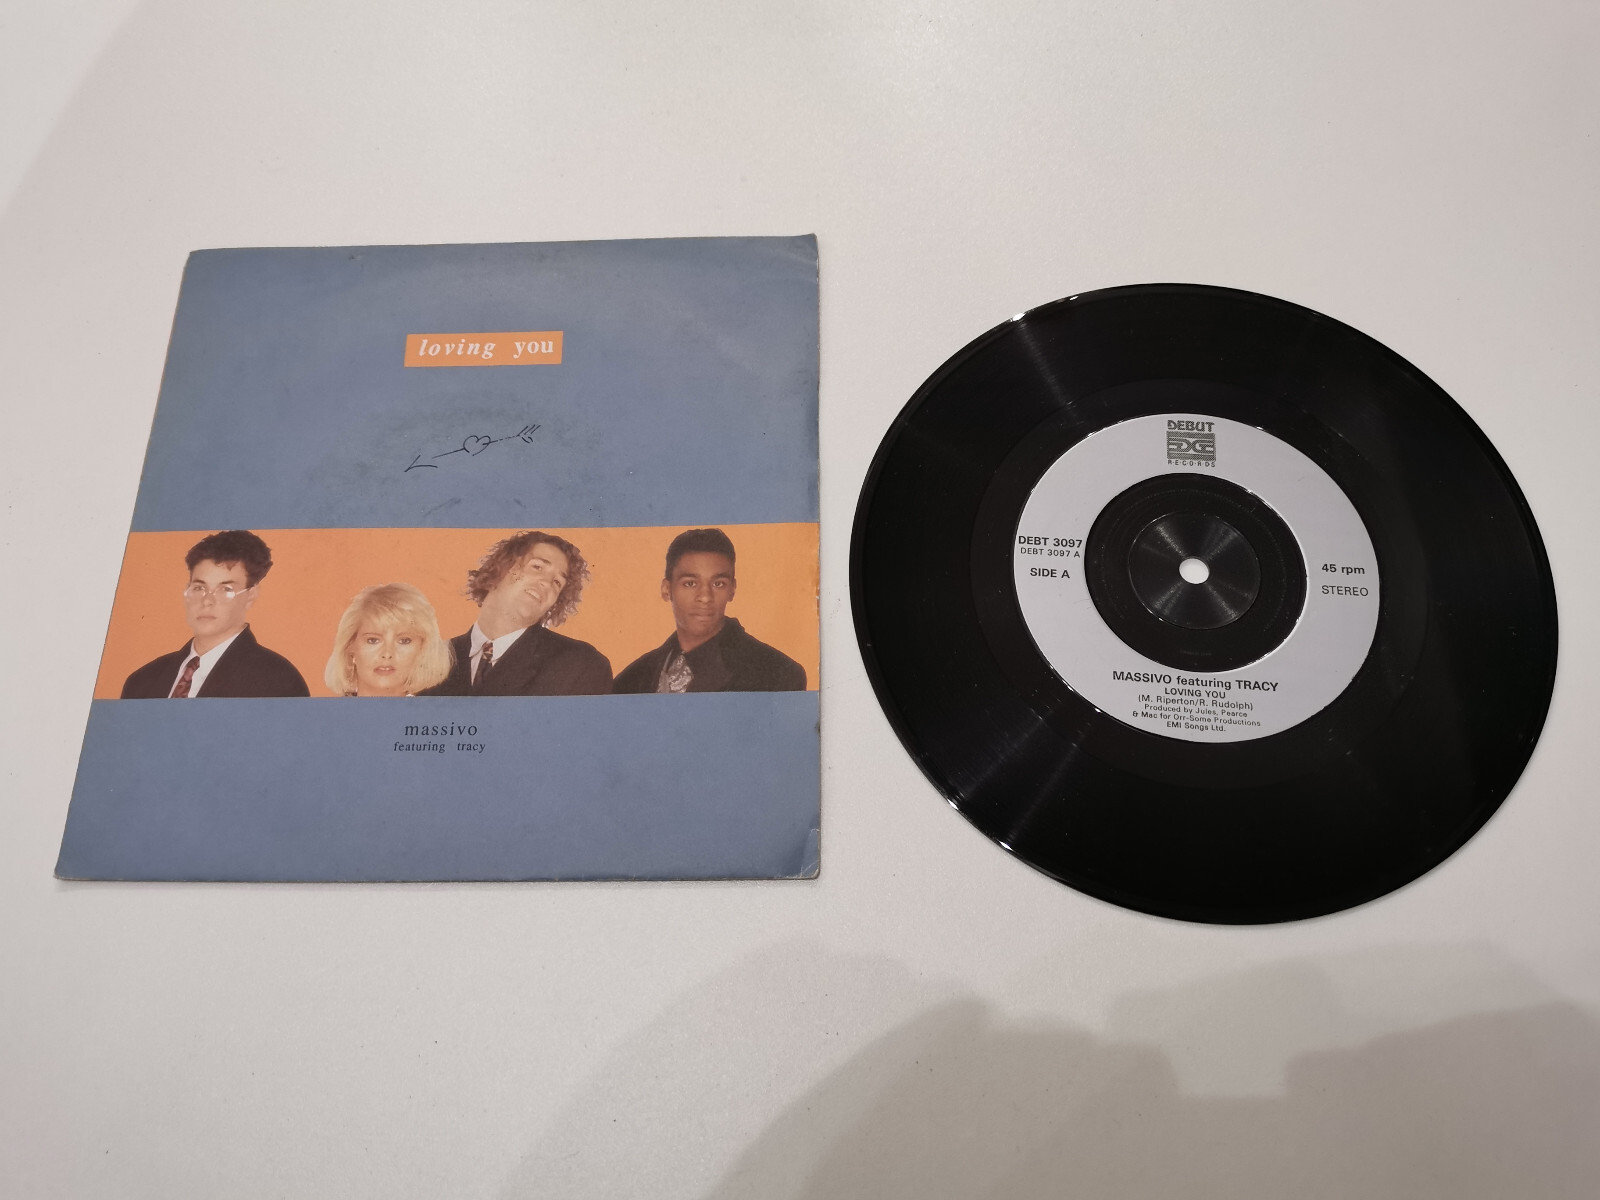 loving you
massivo
featuring tracy
DEBUT
EDGE
R·E·C·O·R·D·S
DEBT 3097
DEBT 3097 A
SIDE A
45 rpm
STEREO
MASSIVO featuring TRACY
LOVING YOU
(M. Riperton/R. Rudolph)
Produced by Jules, Pearce
& Mac for Orr-Some Productions
EMI Songs Ltd.